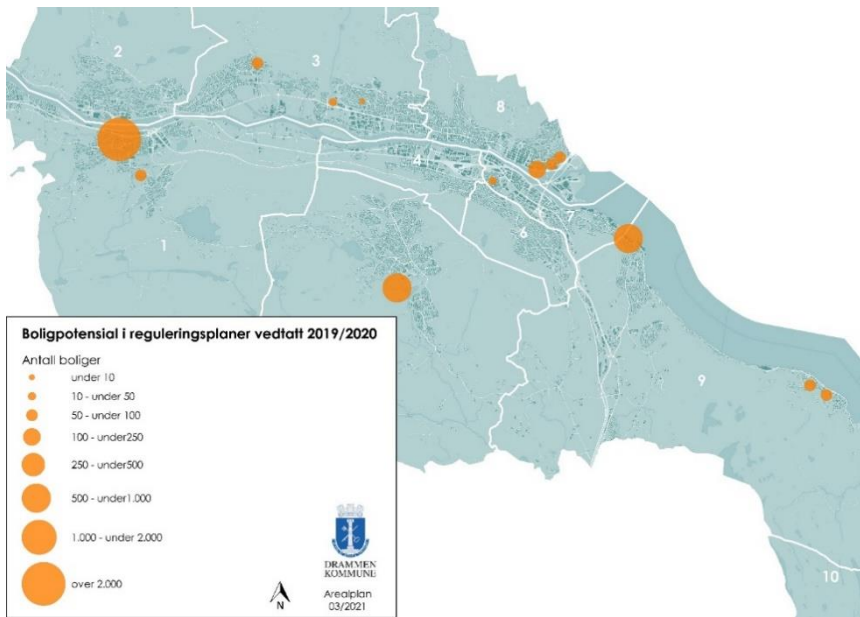 2
3
8
4
7
6
1
9
10
Boligpotensial i reguleringsplaner vedtatt 2019/2020
Antall boliger
under 10
10 - under 50
50 - under 100
100 - under250
250 - under500
500 - under1.000
1.000 - under 2.000
over 2.000
DRAMMEN
KOMMUNE
N
Arealplan
03/2021